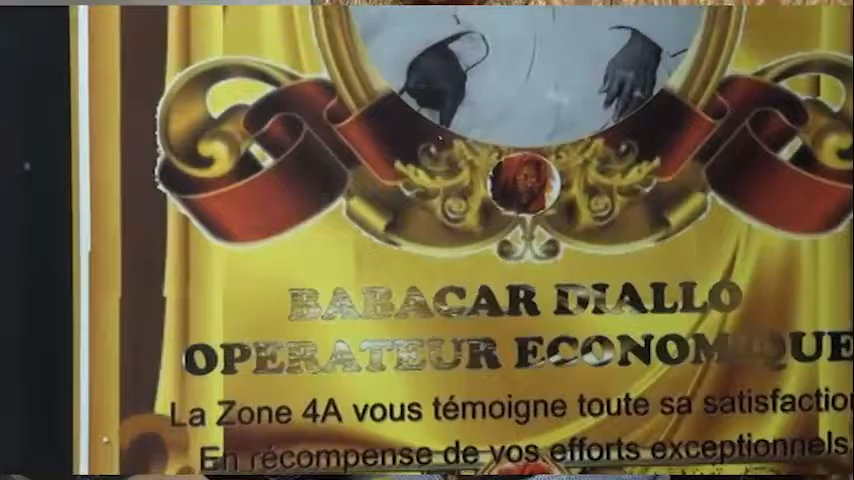 BABACAR DIALLO
OPERATEUR ECONOMIQUE
La Zone 4A vous témoigne toute sa satisfaction
En récompense de vos efforts exceptionnels